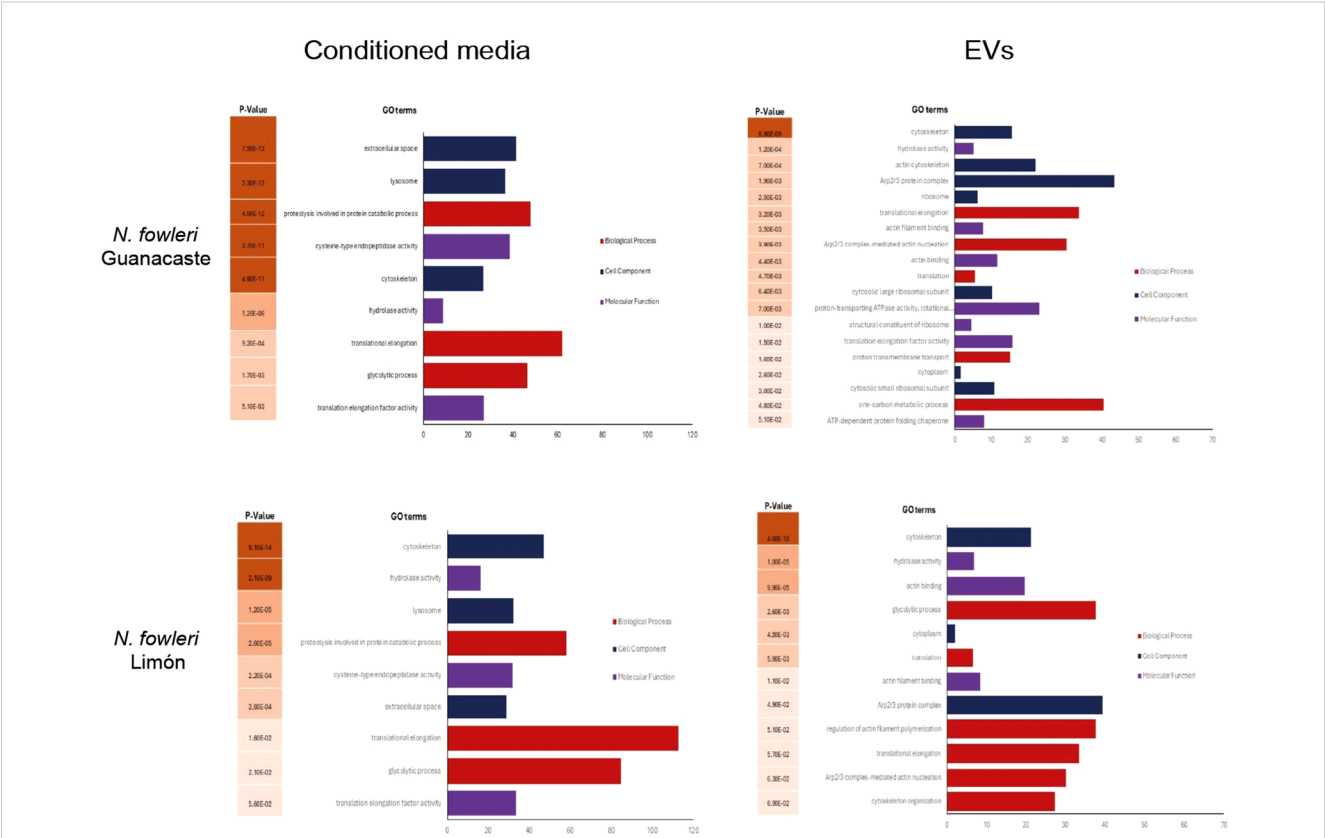 Conditioned media
EVs
N. fowleri
Guanacaste
P-Value
GO terms
7.50E-13
2.30E-12
4.00E-12
3.70E-11
4.80E-11
1.20E-06
9.20E-04
1.70E-03
5.10E-03
extracellular space
lysosome
proteolysis involved in protein catabolic process
cysteine-type endopeptidase activity
cytoskeleton
hydrolase activity
translational elongation
glycolytic process
translation elongation factor activity
0 20 40 60 80 100 120
Biological Process
Cell Component
Molecular Function
P-Value
GO terms
1.20E-04
7.00E-04
1.90E-03
2.50E-03
3.20E-03
3.50E-03
3.90E-03
4.40E-03
4.70E-03
6.40E-03
7.00E-03
1.00E-02
1.50E-02
2.60E-02
3.00E-02
4.80E-02
5.10E-02
cytoskeleton
hydrolase activity
actin cytoskeleton
Arp2/3 protein complex
ribosome
translational elongation
actin filament binding
Arp2/3 complex-mediated actin nucleation
actin binding
translation
cytosolic large ribosomal subunit
proton-transporting ATPase activity, rotational...
structural constituent of ribosome
translation elongation factor activity
proton transmembrane transport
cytoplasm
cytosolic small ribosomal subunit
one-carbon metabolic process
ATP-dependent protein folding chaperone
0 10 20 30 40 50 60 70
Biological Process
Cell Component
Molecular Function
N. fowleri
Limón
P-Value
GO terms
2.10E-09
1.20E-05
2.60E-05
2.20E-04
2.80E-04
1.60E-02
2.10E-02
5.60E-02
cytoskeleton
hydrolase activity
lysosome
proteolysis involved in protein catabolic process
cysteine-type endopeptidase activity
extracellular space
translational elongation
glycolytic process
translation elongation factor activity
0 20 40 60 80 100 120
Biological Process
Cell Component
Molecular Function
P-Value
GO terms
1.00E-05
9.90E-05
2.60E-03
4.50E-03
5.90E-03
1.10E-02
4.90E-02
5.10E-02
5.70E-02
6.30E-02
6.90E-02
cytoskeleton
hydrolase activity
actin binding
glycolytic process
cytoplasm
translation
actin filament binding
Arp2/3 protein complex
regulation of actin filament polymerization
translational elongation
Arp2/3 complex-mediated actin nucleation
cytoskeleton organization
0 10 20 30 40 50 60 70
Biological Process
Cell Component
Molecular Function